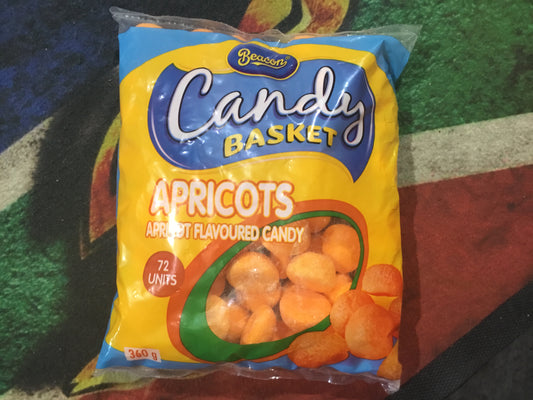 Beacon
Candy
BASKET
APRICOTS
APRICOT FLAVOURED CANDY
72
UNITS
360 g